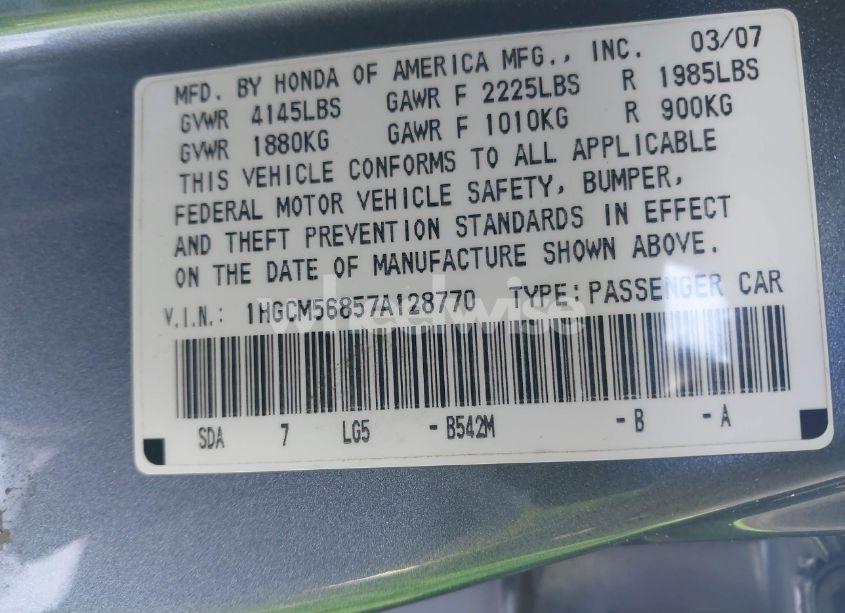 MFD. BY HONDA OF AMERICA MFG., INC. 03/07
GVWR 4145LBS GAWR F 2225LBS R 1985LBS
GVWR 1880KG GAWR F 1010KG R 900KG
THIS VEHICLE CONFORMS TO ALL APPLICABLE
FEDERAL MOTOR VEHICLE SAFETY, BUMPER,
AND THEFT PREVENTION STANDARDS IN EFFECT
ON THE DATE OF MANUFACTURE SHOWN ABOVE.
V.I.N.: 1HGCM56857A128770 TYPE: PASSENGER CAR
wheelwise
SDA 7 LG5 - B542M - B - A